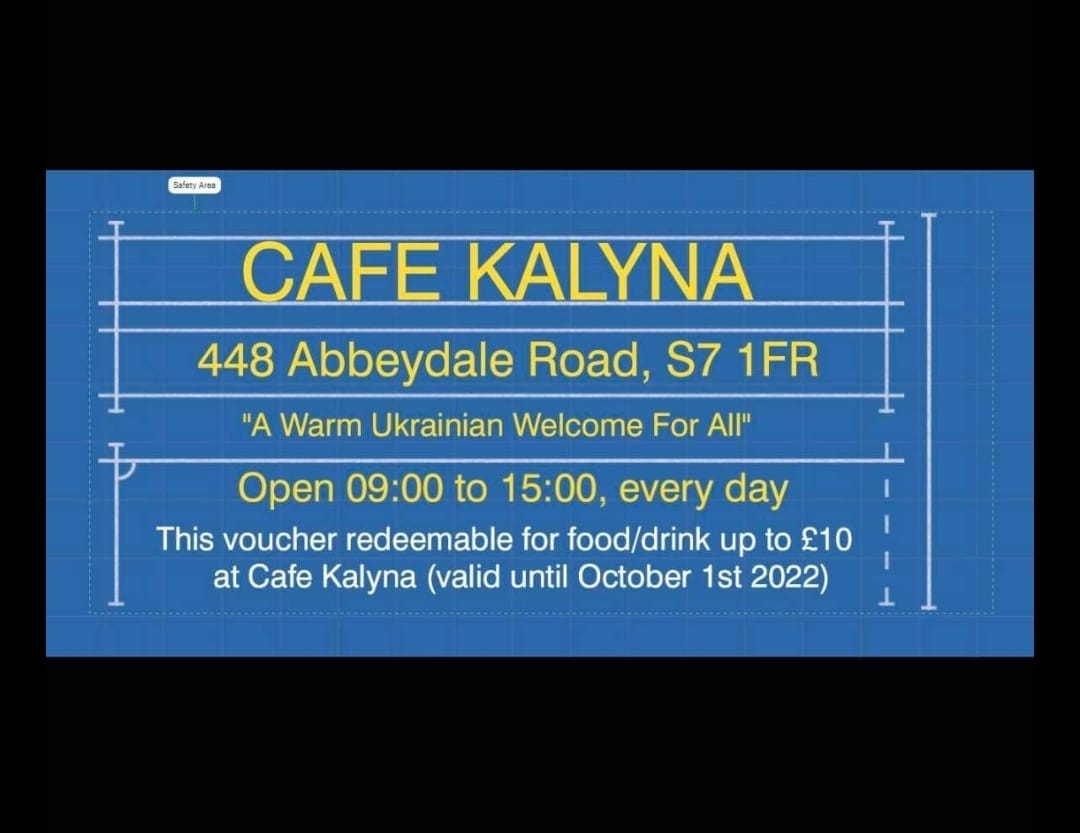 Safety Area
CAFE KALYNA
448 Abbeydale Road, S7 1FR
"A Warm Ukrainian Welcome For All"
Open 09:00 to 15:00, every day
This voucher redeemable for food/drink up to £10
at Cafe Kalyna (valid until October 1st 2022)